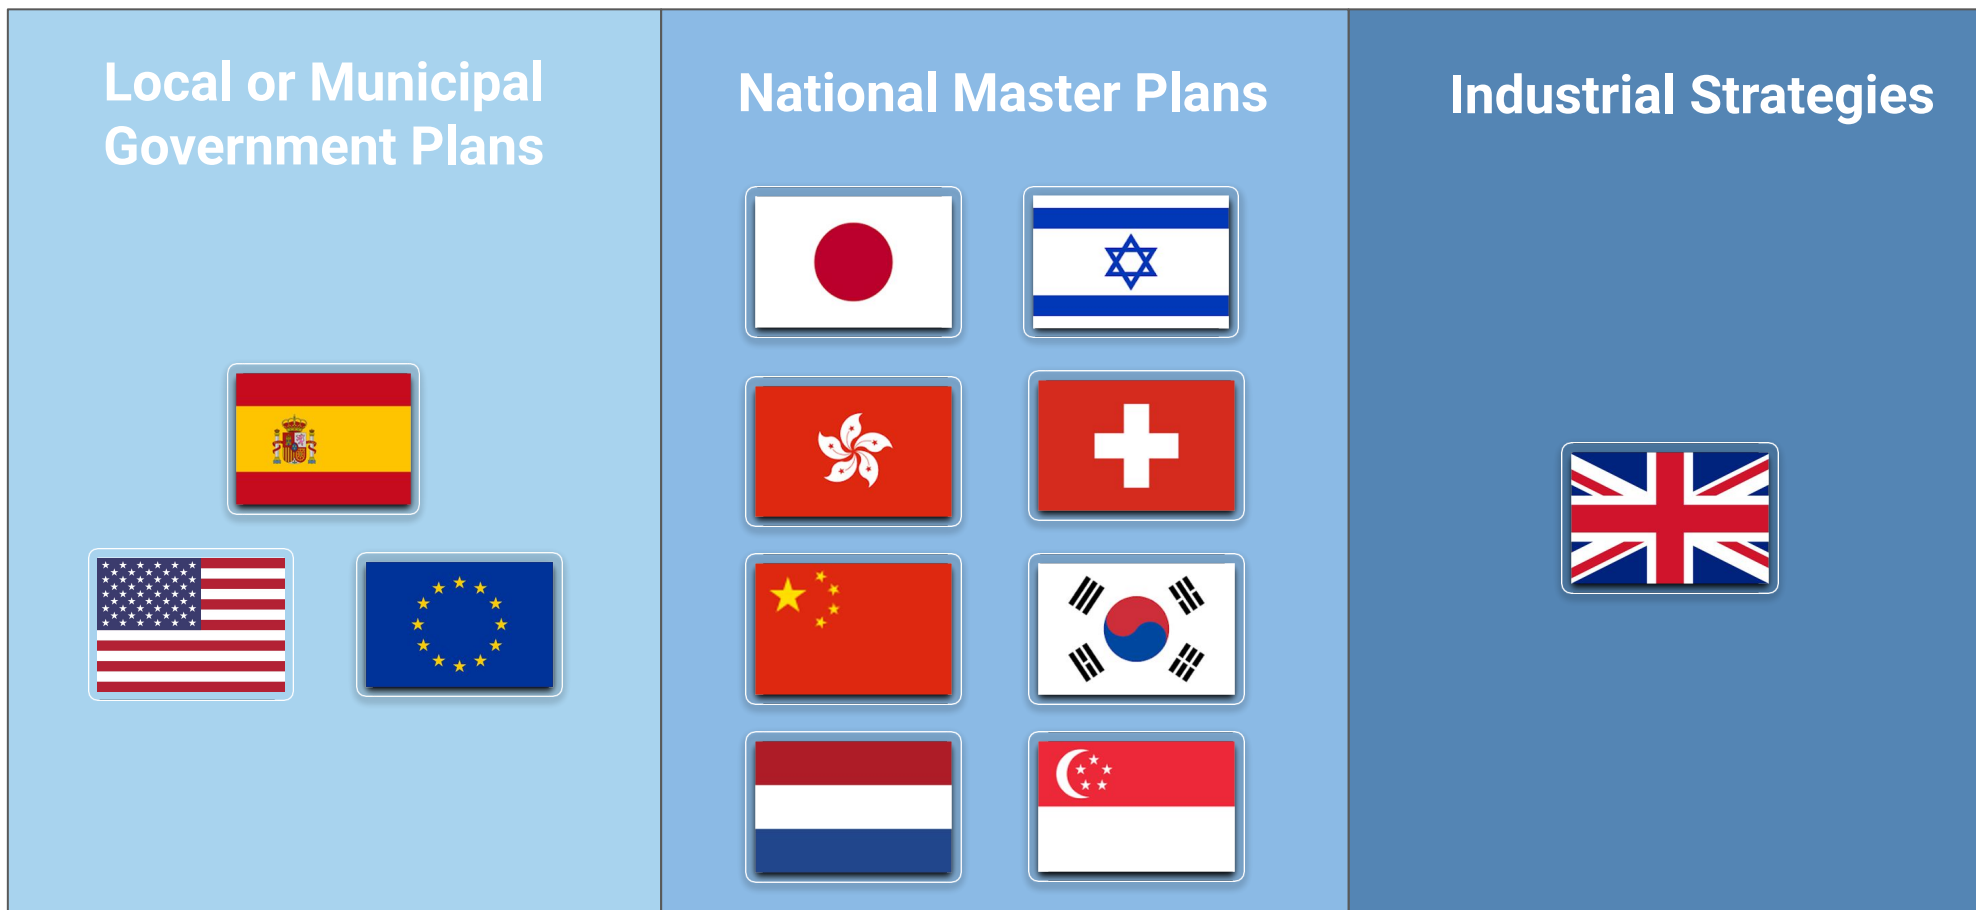 Local or Municipal
Government Plans
National Master Plans
Industrial Strategies